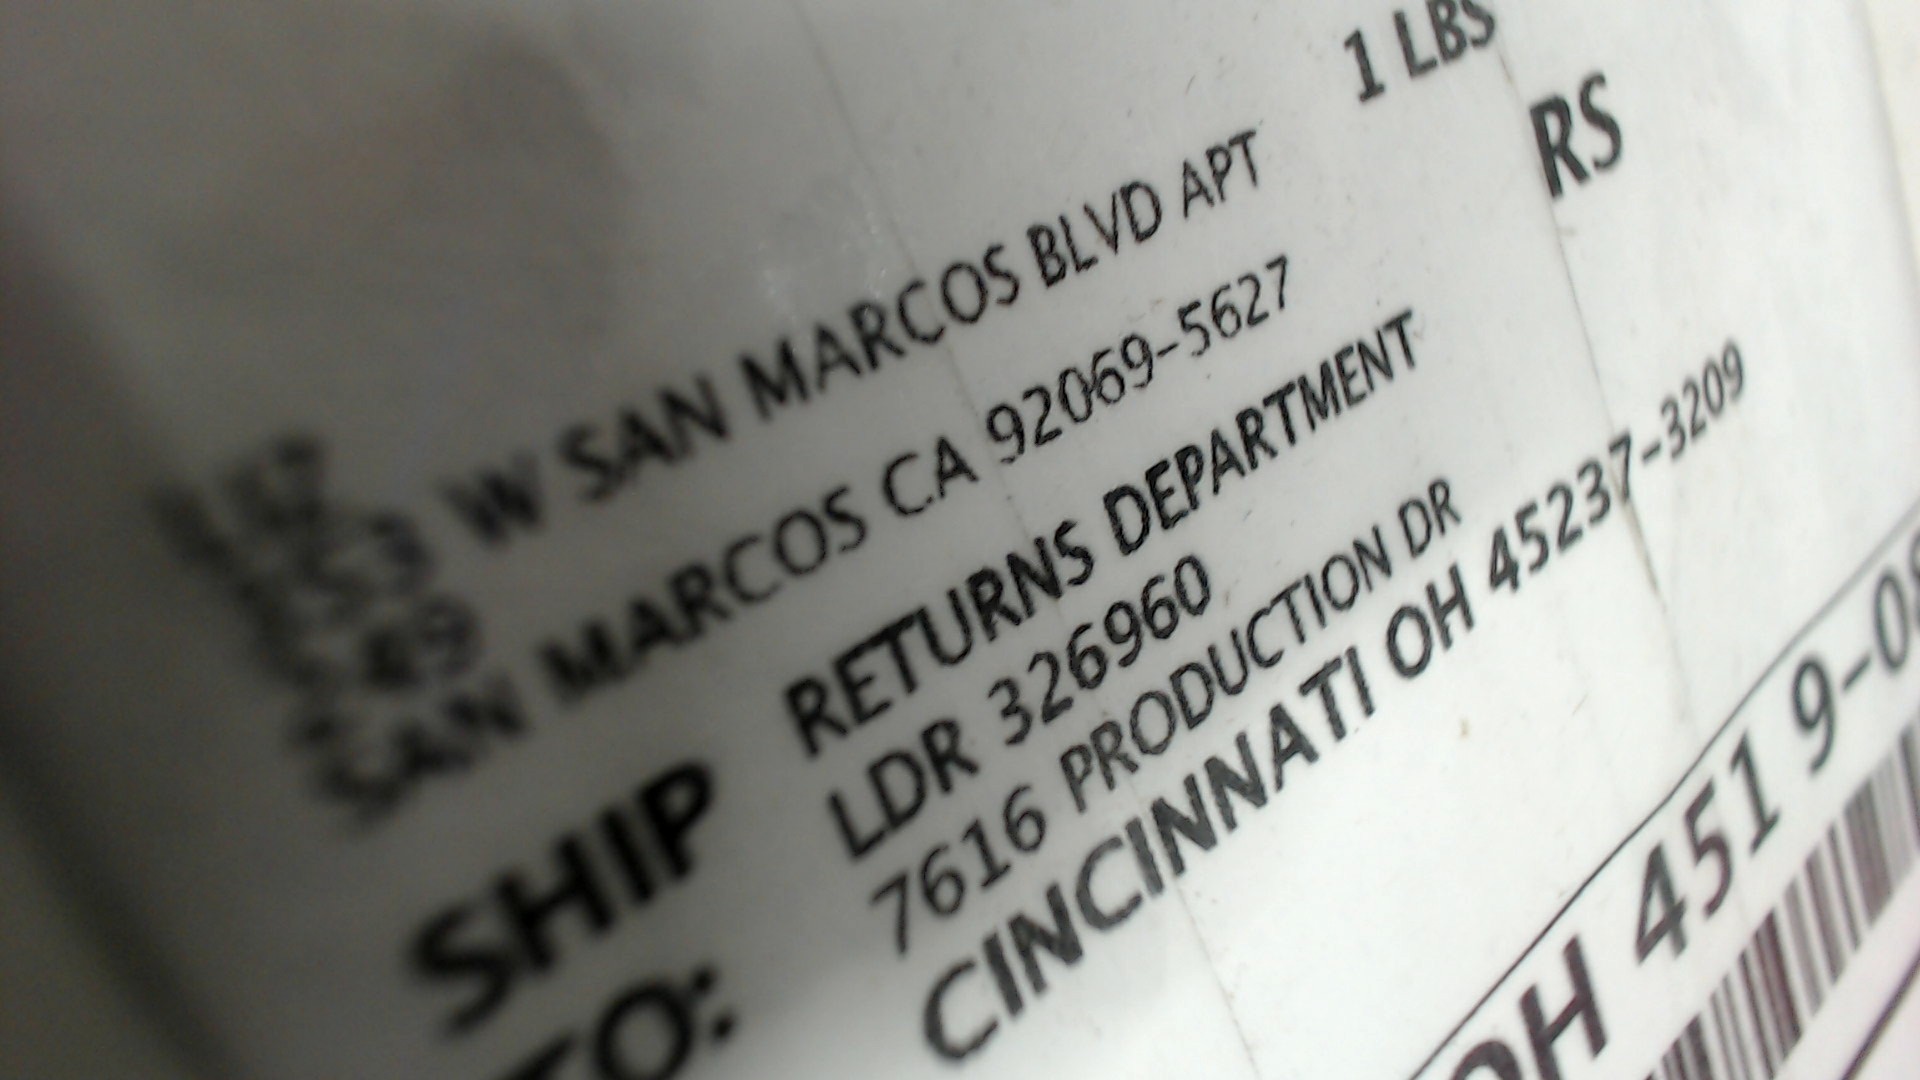 1 LBS
RS
W SAN MARCOS BLVD APT
SAN MARCOS CA 92069-5627
SHIP
TO:
RETURNS DEPARTMENT
LDR 326960
7616 PRODUCTION DR
CINCINNATI OH 45237-3209
OH 451 9-0